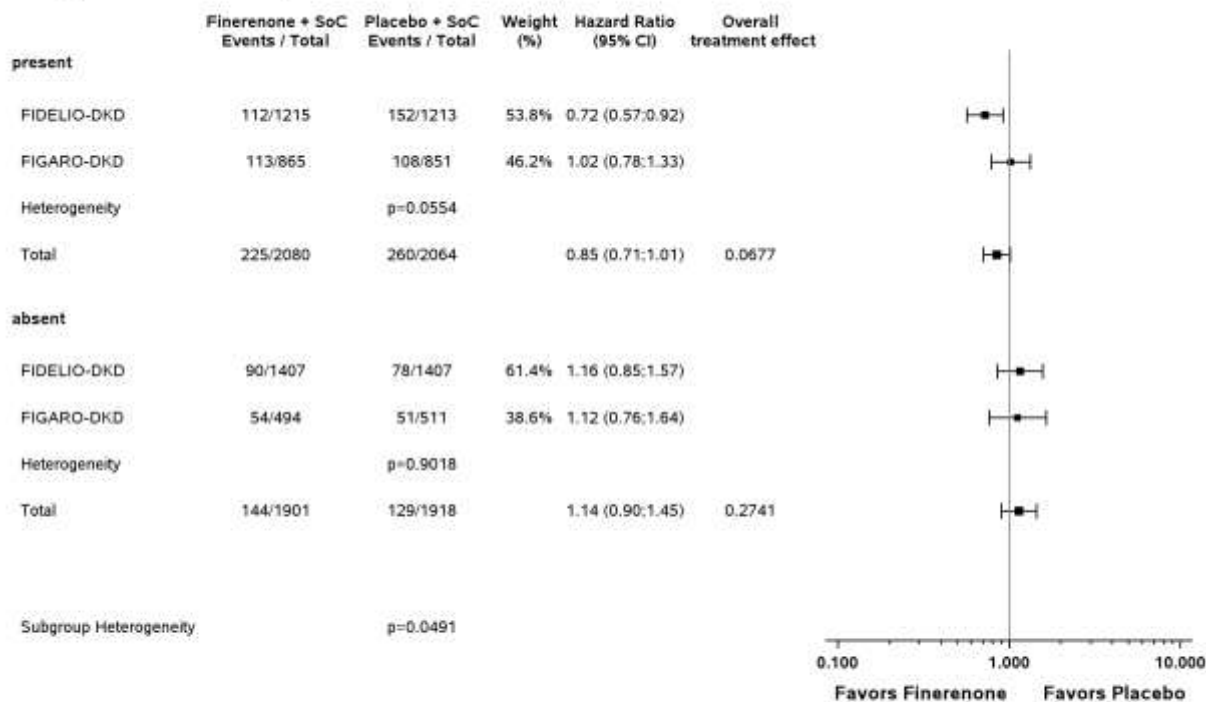 Finerenone + SoC Placebo + SoC Weight Hazard Ratio Overall
Events / Total Events / Total (%) (95% CI) treatment effect
present
FIDELIO-DKD 112/1215 152/1213 53.8% 0.72 (0.57;0.92)
FIGARO-DKD 113/865 108/851 46.2% 1.02 (0.78;1.33)
Heterogeneity p=0.0554
Total 225/2080 260/2064 0.85 (0.71;1.01) 0.0677
absent
FIDELIO-DKD 90/1407 78/1407 61.4% 1.16 (0.85;1.57)
FIGARO-DKD 54/494 51/511 38.6% 1.12 (0.76;1.64)
Heterogeneity p=0.9018
Total 144/1901 129/1918 1.14 (0.90;1.45) 0.2741
Subgroup Heterogeneity p=0.0491
0.100 1.000 10.000
Favors Finerenone Favors Placebo